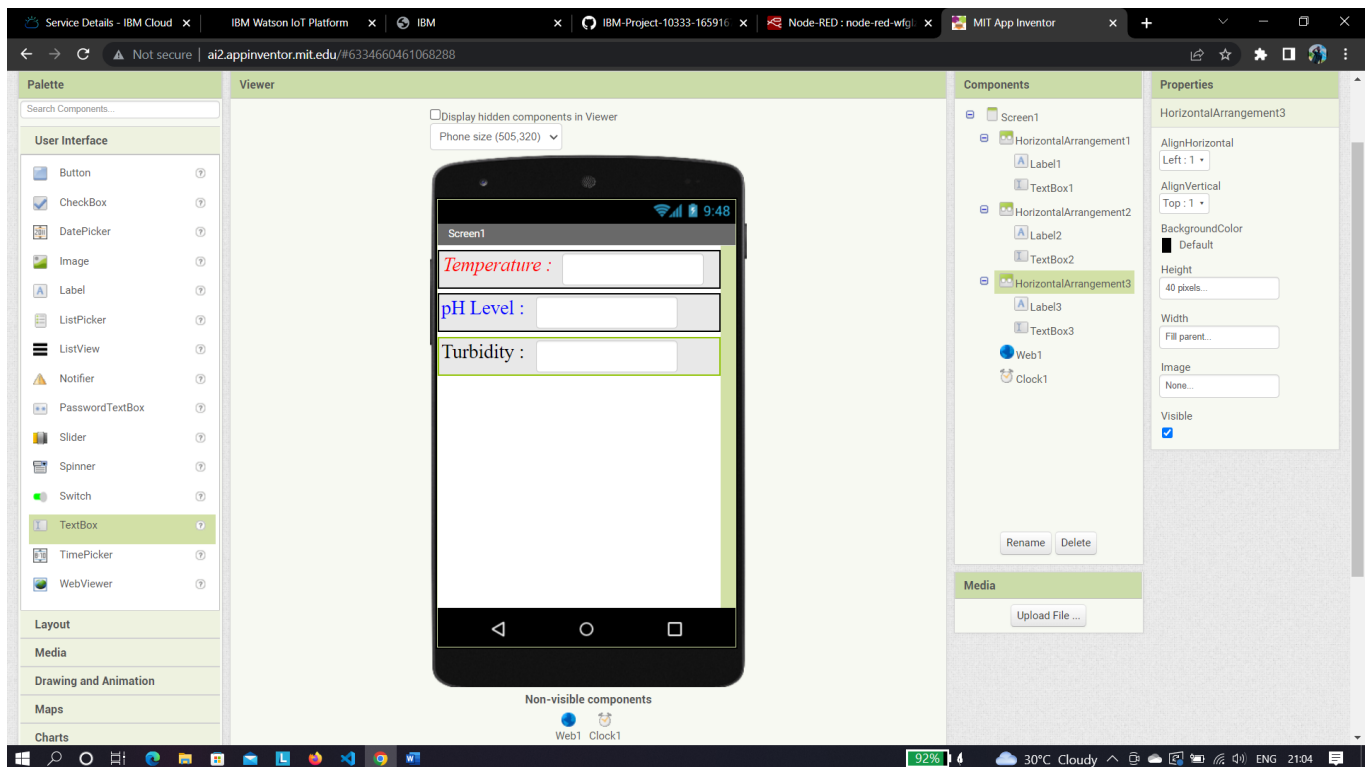 Service Details - IBM Cloud
IBM Watson IoT Platform
IBM
IBM-Project-10333-165916
Node-RED : node-red-wfgl
MIT App Inventor
Not secure | ai2.appinventor.mit.edu/#6334660461068288
Palette
Search Components...
User Interface
Button
CheckBox
DatePicker
Image
Label
ListPicker
ListView
Notifier
PasswordTextBox
Slider
Spinner
Switch
TextBox
TimePicker
WebViewer
Layout
Media
Drawing and Animation
Maps
Charts
Viewer
Display hidden components in Viewer
Phone size (505,320)
9:48
Screen1
Temperature :
pH Level :
Turbidity :
Non-visible components
Web1 Clock1
Components
Screen1
HorizontalArrangement1
Label1
TextBox1
HorizontalArrangement2
Label2
TextBox2
HorizontalArrangement3
Label3
TextBox3
Web1
Clock1
Rename Delete
Media
Upload File ...
Properties
HorizontalArrangement3
AlignHorizontal
Left : 1
AlignVertical
Top : 1
BackgroundColor
Default
Height
40 pixels...
Width
Fill parent...
Image
None...
Visible
92%
30°C Cloudy
ENG
21:04